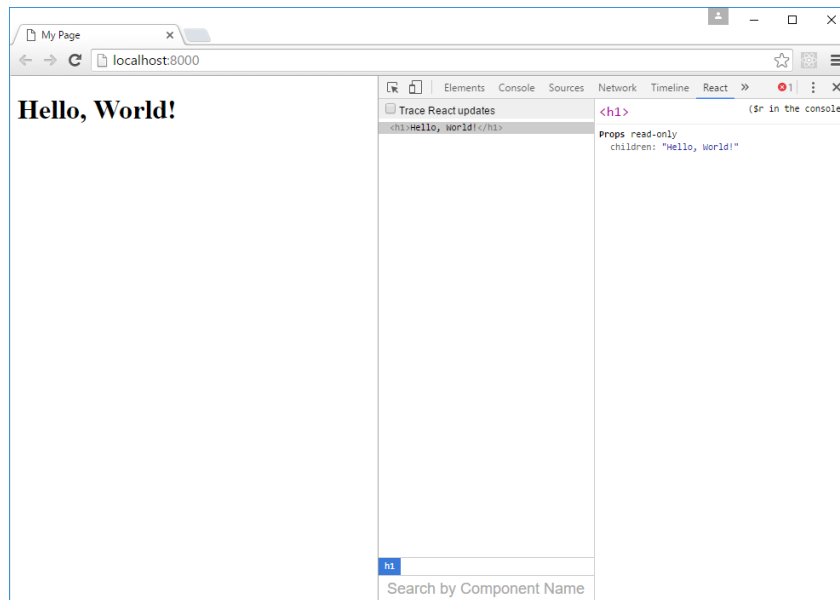 My Page
localhost:8000
Elements Console Sources Network Timeline React » 1
Hello, World!
Trace React updates
<h1>Hello, World!</h1>
<h1> ($r in the console
Props read-only
children: "Hello, World!"
h1
Search by Component Name